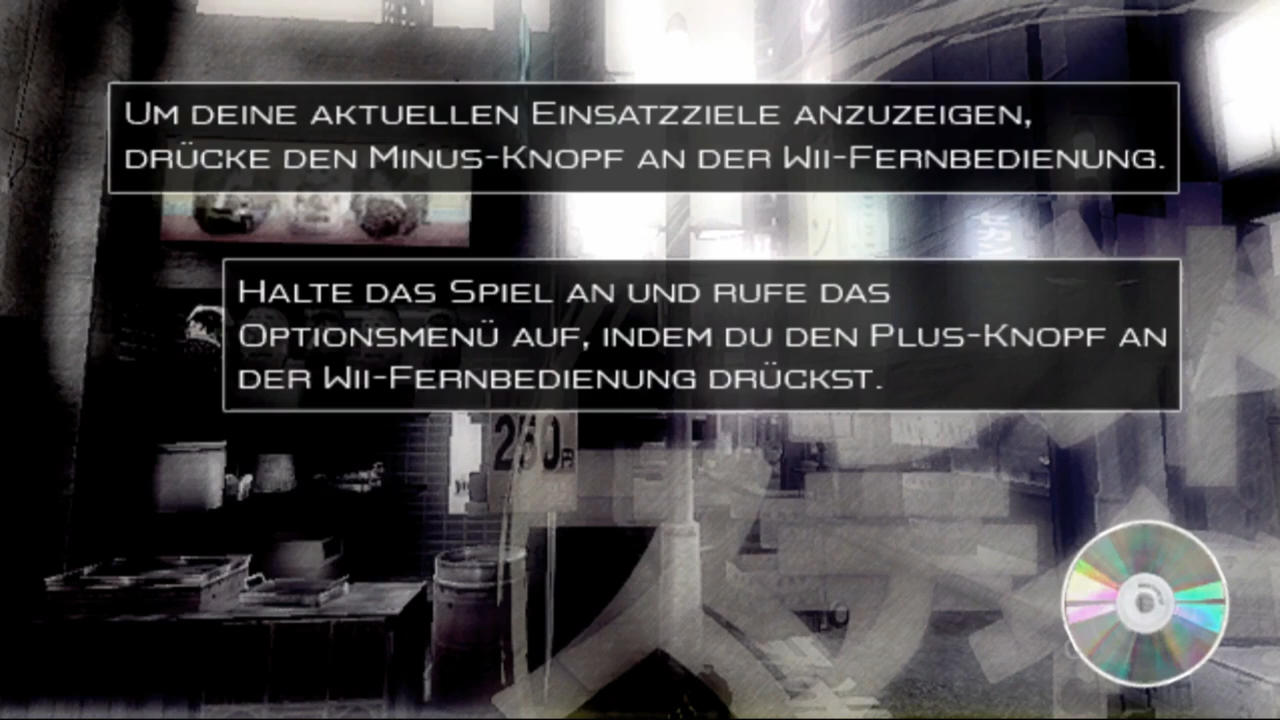 Um deine aktuellen Einsatzziele anzuzeigen,
drücke den Minus-Knopf an der Wii-Fernbedienung.
Halte das Spiel an und rufe das
Optionsmenü auf, indem du den Plus-Knopf an
der Wii-Fernbedienung drückst.
250円